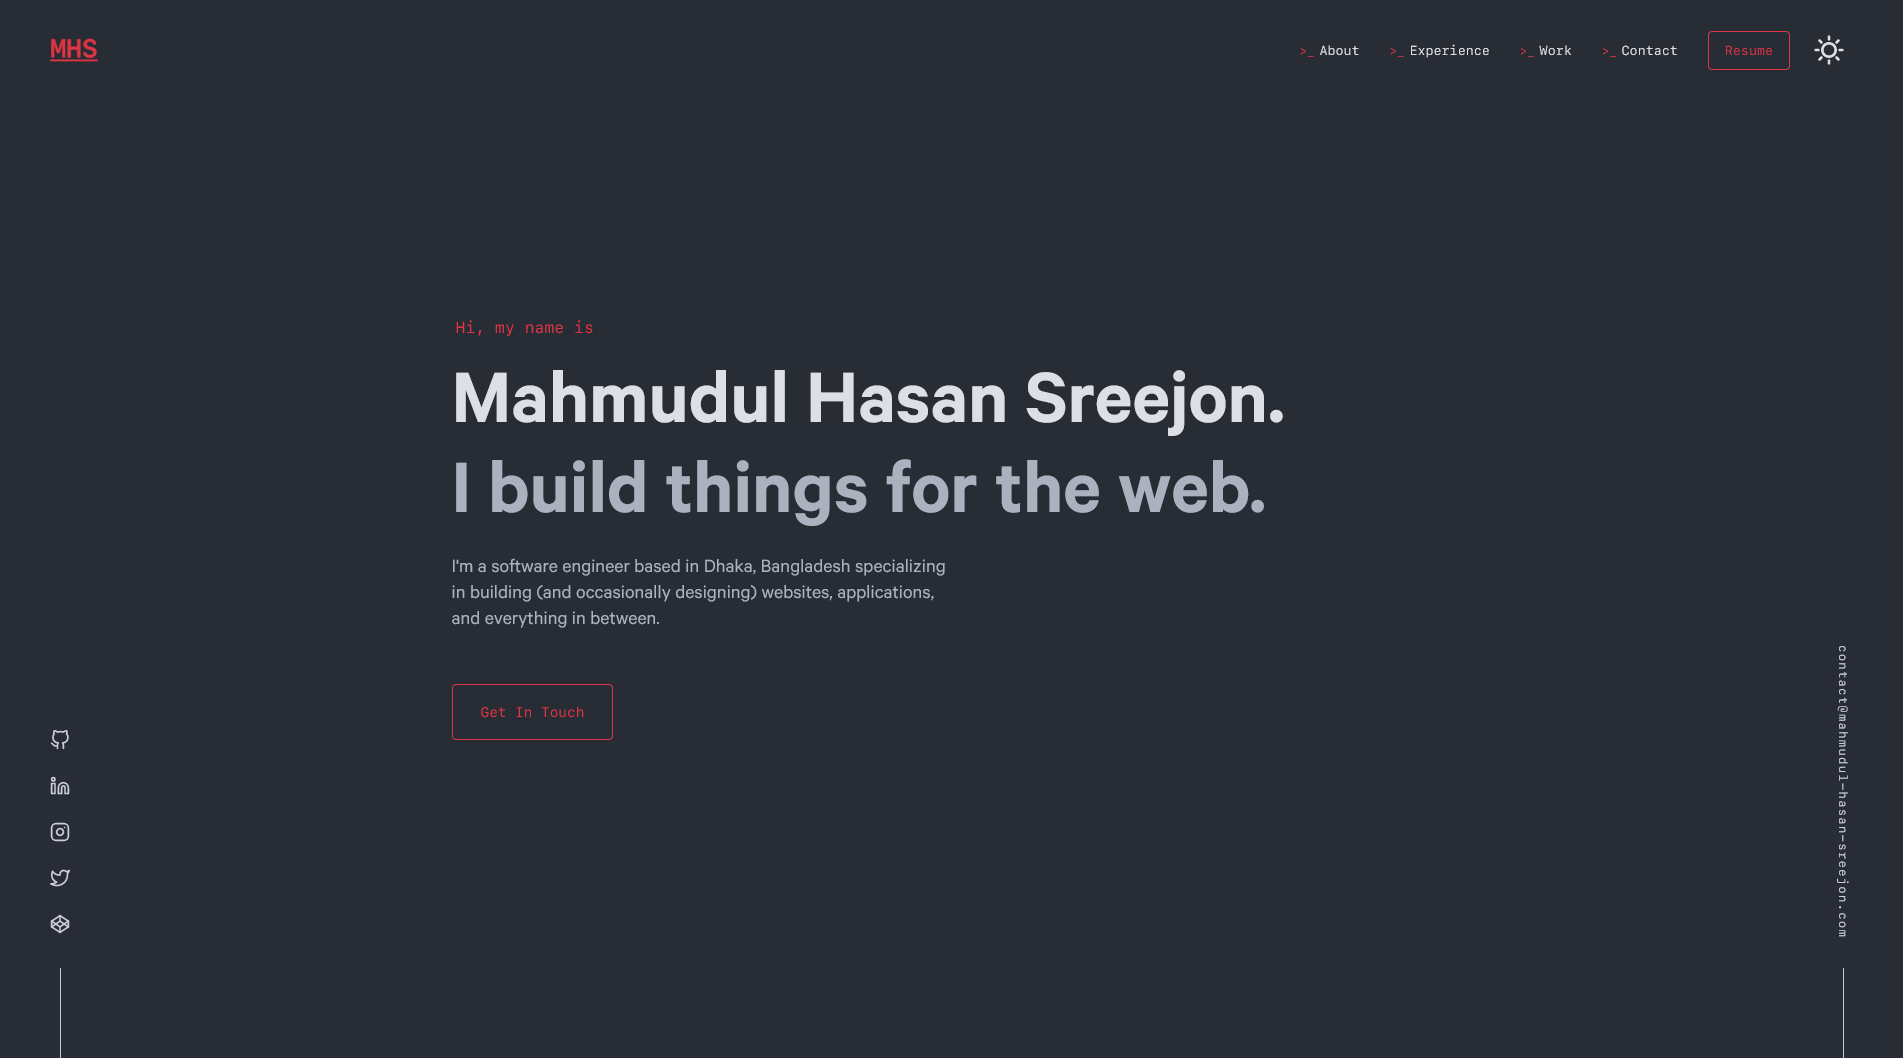 MHS
>_ About >_ Experience >_ Work >_ Contact Resume
Hi, my name is
Mahmudul Hasan Sreejon.
I build things for the web.
I'm a software engineer based in Dhaka, Bangladesh specializing
in building (and occasionally designing) websites, applications,
and everything in between.
Get In Touch
contact@mahmudul-hasan-sreejon.com